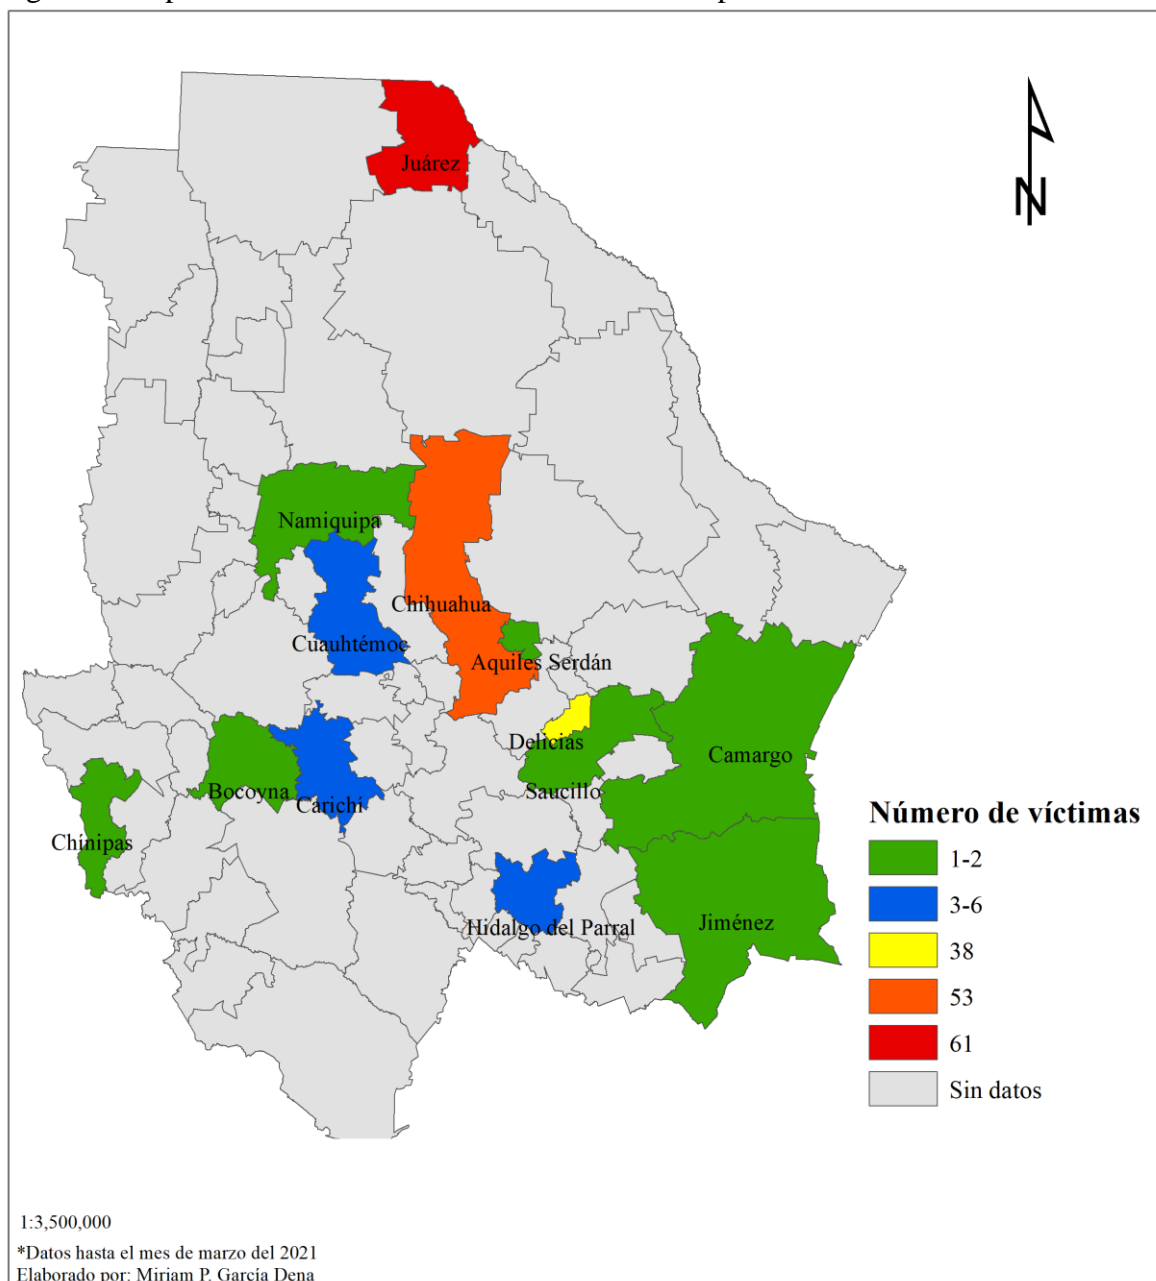 Juárez
N
Namiquipa
Chihuahua
Cuauhtémoc
Aquiles Serdán
Delicias
Camargo
Saucillo
Bocoyna
Carichí
Chínipas
Hidalgo del Parral
Jiménez
Número de víctimas
1-2
3-6
38
53
61
Sin datos
1:3,500,000
*Datos hasta el mes de marzo del 2021
Elaborado por: Miriam P. García Dena